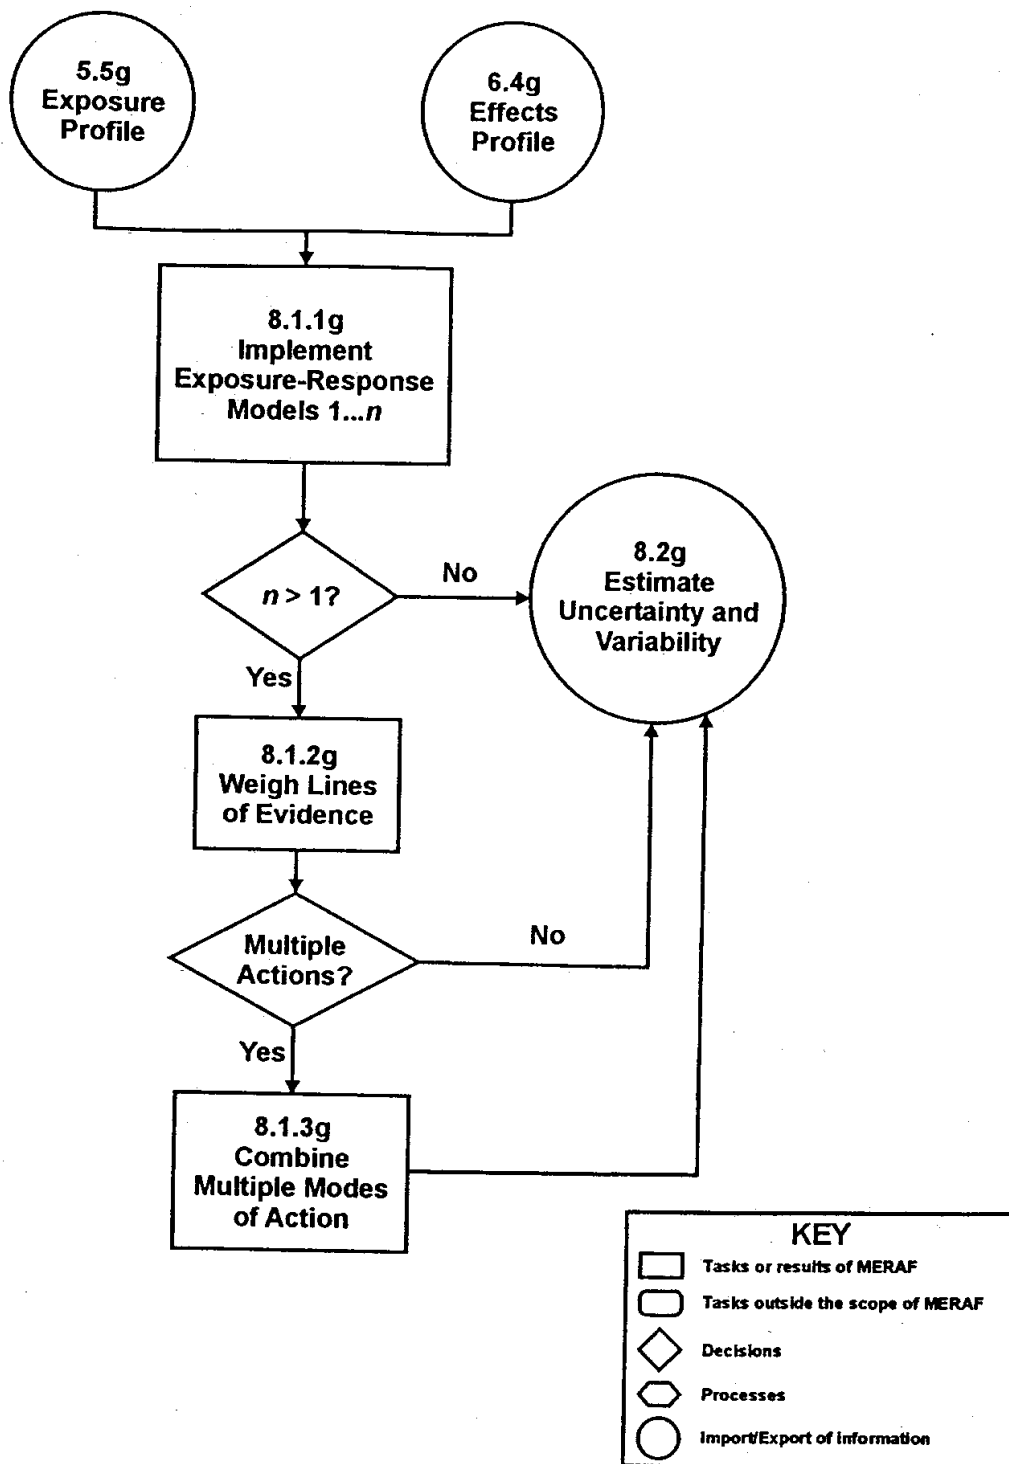 5.5g
Exposure
Profile
6.4g
Effects
Profile
8.1.1g
Implement
Exposure-Response
Models 1...n
n > 1?
No
8.2g
Estimate
Uncertainty and
Variability
Yes
8.1.2g
Weigh Lines
of Evidence
Multiple
Actions?
No
Yes
8.1.3g
Combine
Multiple Modes
of Action
KEY
Tasks or results of MERAF
Tasks outside the scope of MERAF
Decisions
Processes
Import/Export of information